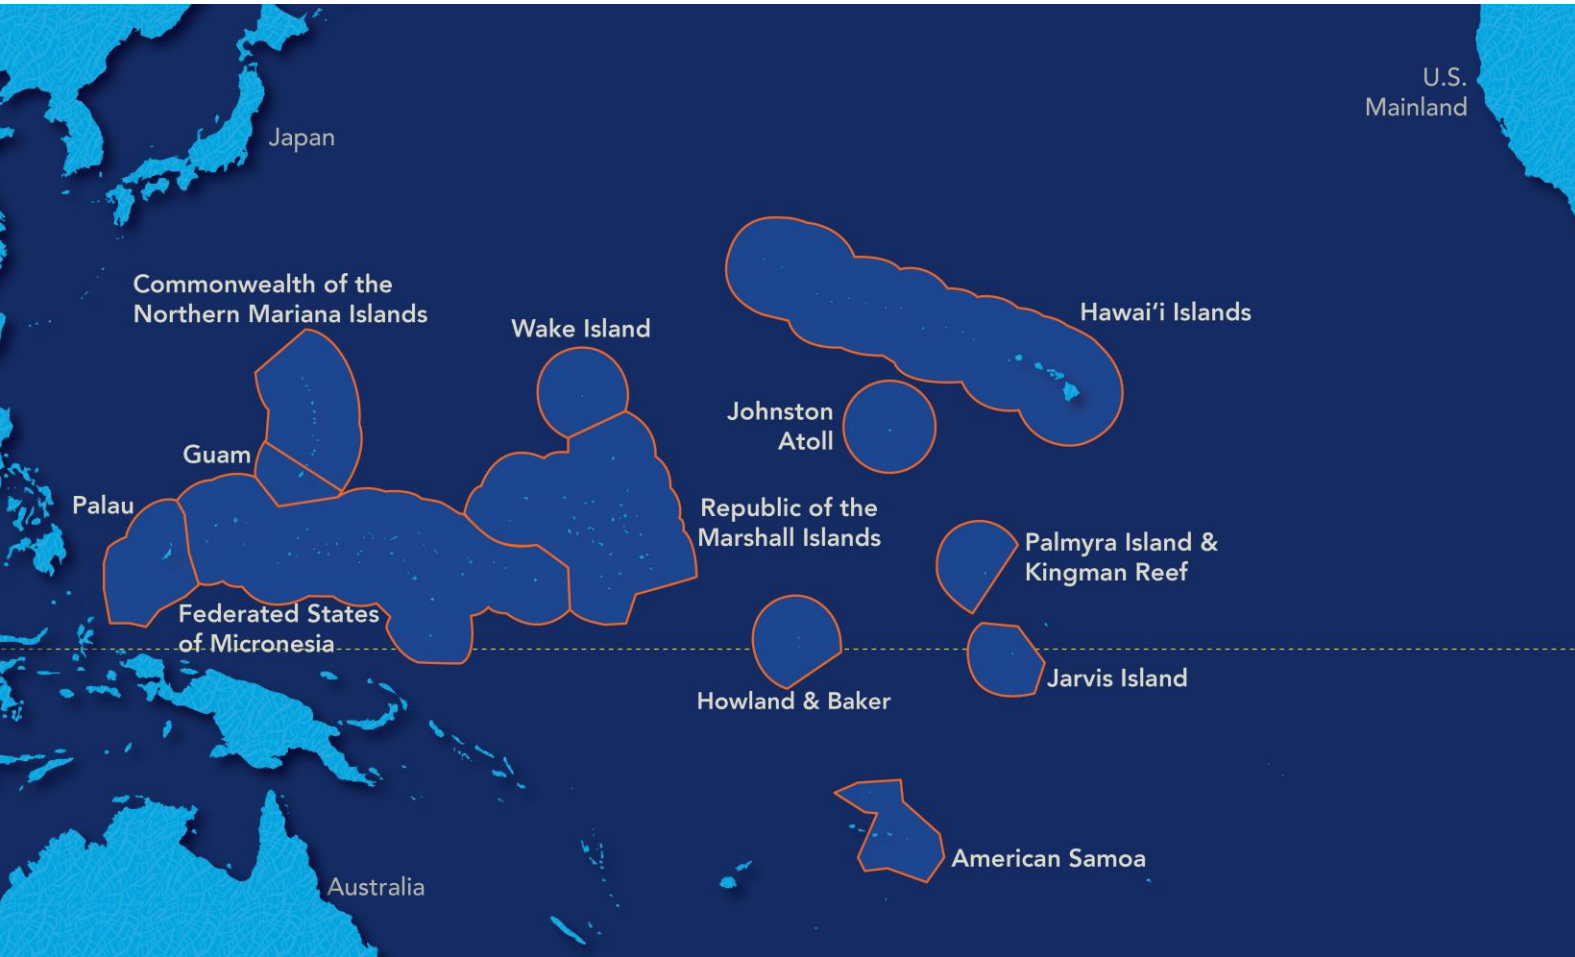 U.S.
Mainland
Japan
Commonwealth of the
Northern Mariana Islands
Wake Island
Hawai‘i Islands
Johnston
Atoll
Guam
Palau
Republic of the
Marshall Islands
Palmyra Island &
Kingman Reef
Federated States
of Micronesia
Jarvis Island
Howland & Baker
American Samoa
Australia